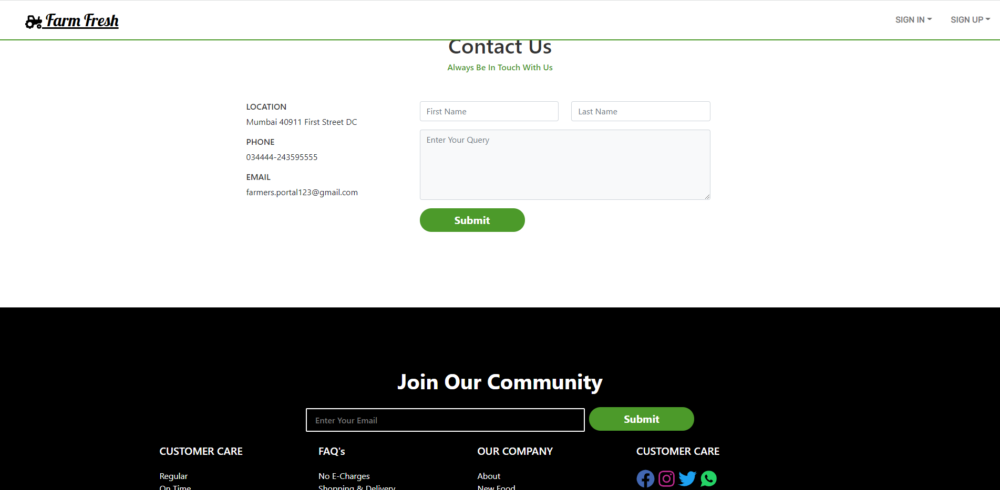 Farm Fresh
SIGN IN
SIGN UP
Contact Us
Always Be In Touch With Us
LOCATION
Mumbai 40911 First Street DC
PHONE
034444-243595555
EMAIL
farmers.portal123@gmail.com
First Name
Last Name
Enter Your Query
Submit
Join Our Community
Enter Your Email
Submit
CUSTOMER CARE
Regular
On Time
FAQ's
No E-Charges
Shopping & Delivery
OUR COMPANY
About
New Food
CUSTOMER CARE